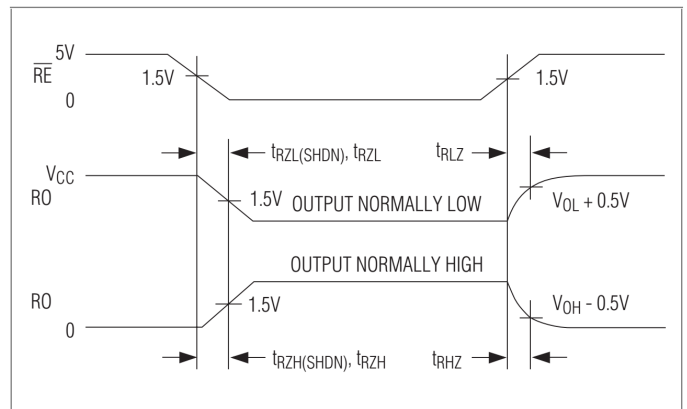 5V
RE
1.5V
1.5V
0
tRZL(SHDN), tRZL
tRLZ
VCC
RO
1.5V
OUTPUT NORMALLY LOW
VOL + 0.5V
OUTPUT NORMALLY HIGH
RO
1.5V
VOH - 0.5V
0
tRZH(SHDN), tRZH
tRHZ